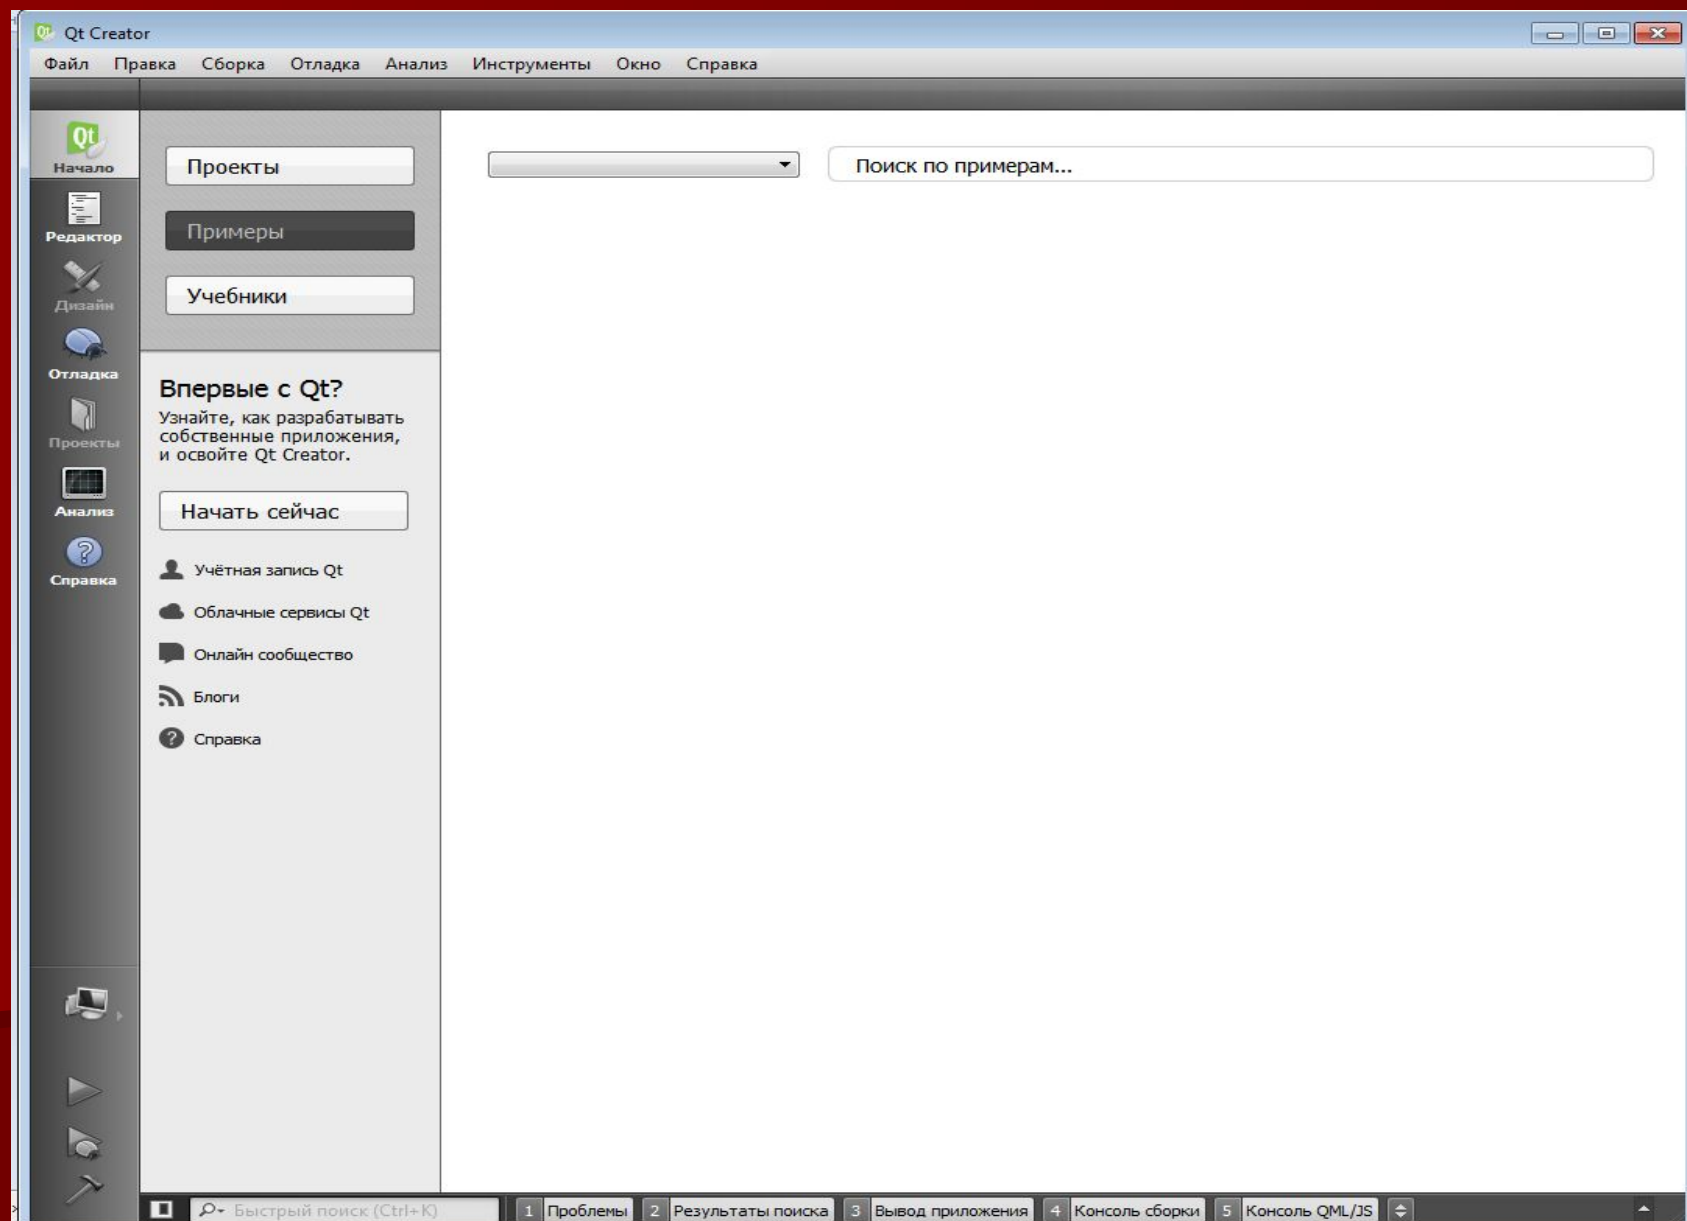 Qt Creator
Файл Правка Сборка Отладка Анализ Инструменты Окно Справка
Qt
Начало
Редактор
Дизайн
Отладка
Проекты
Анализ
Справка
Проекты
Примеры
Учебники
Поиск по примерам...
Впервые с Qt?
Узнайте, как разрабатывать
собственные приложения,
и освойте Qt Creator.
Начать сейчас
Учётная запись Qt
Облачные сервисы Qt
Онлайн сообщество
Блоги
Справка
Быстрый поиск (Ctrl+K) 1 Проблемы 2 Результаты поиска 3 Вывод приложения 4 Консоль сборки 5 Консоль QML/JS